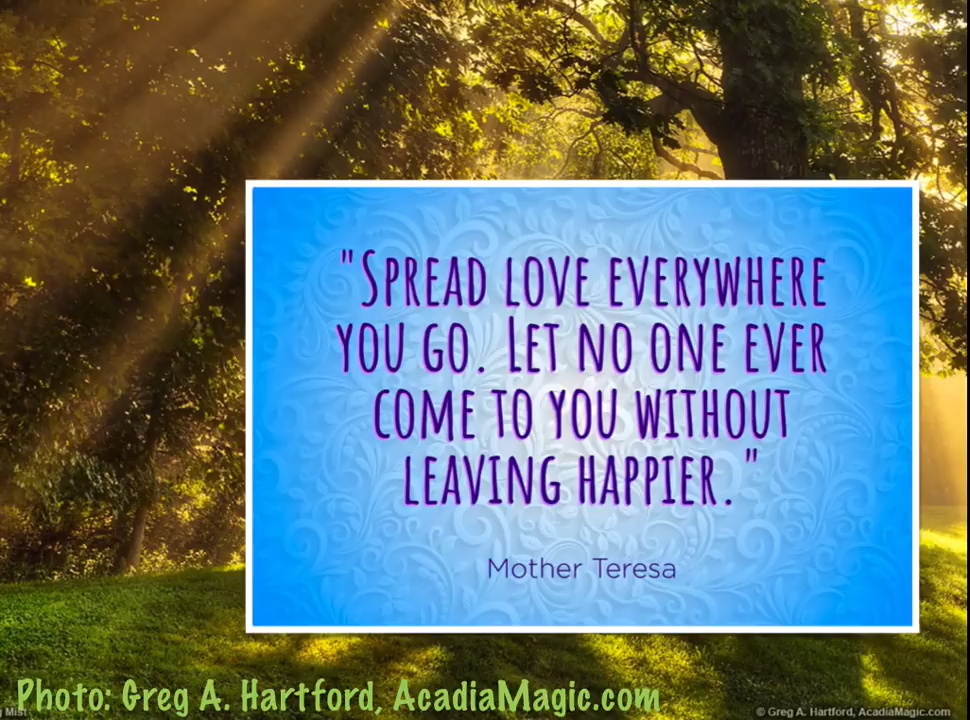 "Spread love everywhere
you go. Let no one ever
come to you without
leaving happier."
Mother Teresa
Photo: Greg A. Hartford, AcadiaMagic.com
g Mist
© Greg A. Hartford, AcadiaMagic.com